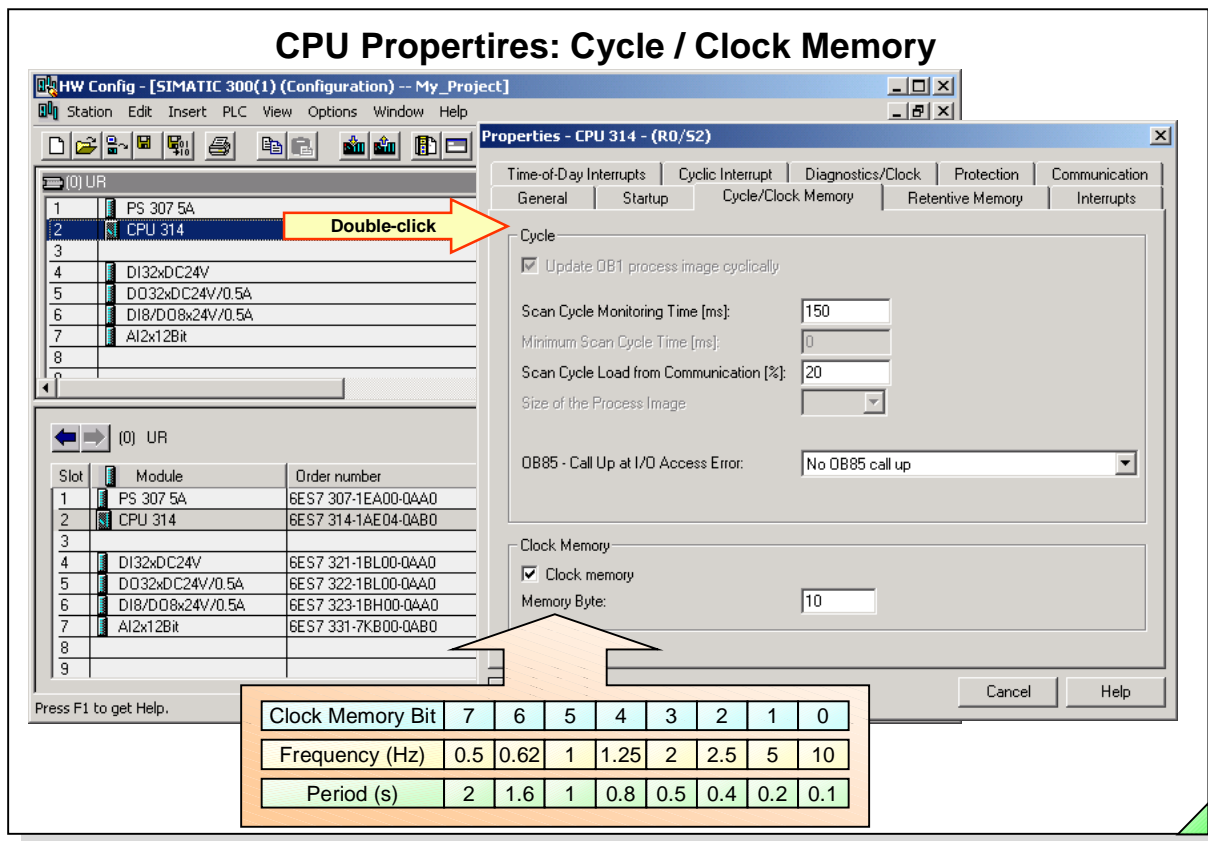 CPU Propertires: Cycle / Clock Memory
HW Config - [SIMATIC 300(1) (Configuration) -- My_Project]
Station Edit Insert PLC View Options Window Help
(0) UR
1 PS 307 5A
2 CPU 314
3
4 DI32xDC24V
5 DO32xDC24V/0.5A
6 DI8/DO8x24V/0.5A
7 AI2x12Bit
8
Double-click
(0) UR
Slot Module Order number
1 PS 307 5A 6ES7 307-1EA00-0AA0
2 CPU 314 6ES7 314-1AE04-0AB0
3
4 DI32xDC24V 6ES7 321-1BL00-0AA0
5 DO32xDC24V/0.5A 6ES7 322-1BL00-0AA0
6 DI8/DO8x24V/0.5A 6ES7 323-1BH00-0AA0
7 AI2x12Bit 6ES7 331-7KB00-0AB0
8
9
Press F1 to get Help.
Properties - CPU 314 - (R0/S2)
Time-of-Day Interrupts Cyclic Interrupt Diagnostics/Clock Protection Communication
General Startup Cycle/Clock Memory Retentive Memory Interrupts
Cycle
Update OB1 process image cyclically
Scan Cycle Monitoring Time [ms]: 150
Minimum Scan Cycle Time [ms]: 0
Scan Cycle Load from Communication [%]: 20
Size of the Process Image
OB85 - Call Up at I/O Access Error: No OB85 call up
Clock Memory
Clock memory
Memory Byte: 10
Cancel Help
Clock Memory Bit 7 6 5 4 3 2 1 0
Frequency (Hz) 0.5 0.62 1 1.25 2 2.5 5 10
Period (s) 2 1.6 1 0.8 0.5 0.4 0.2 0.1